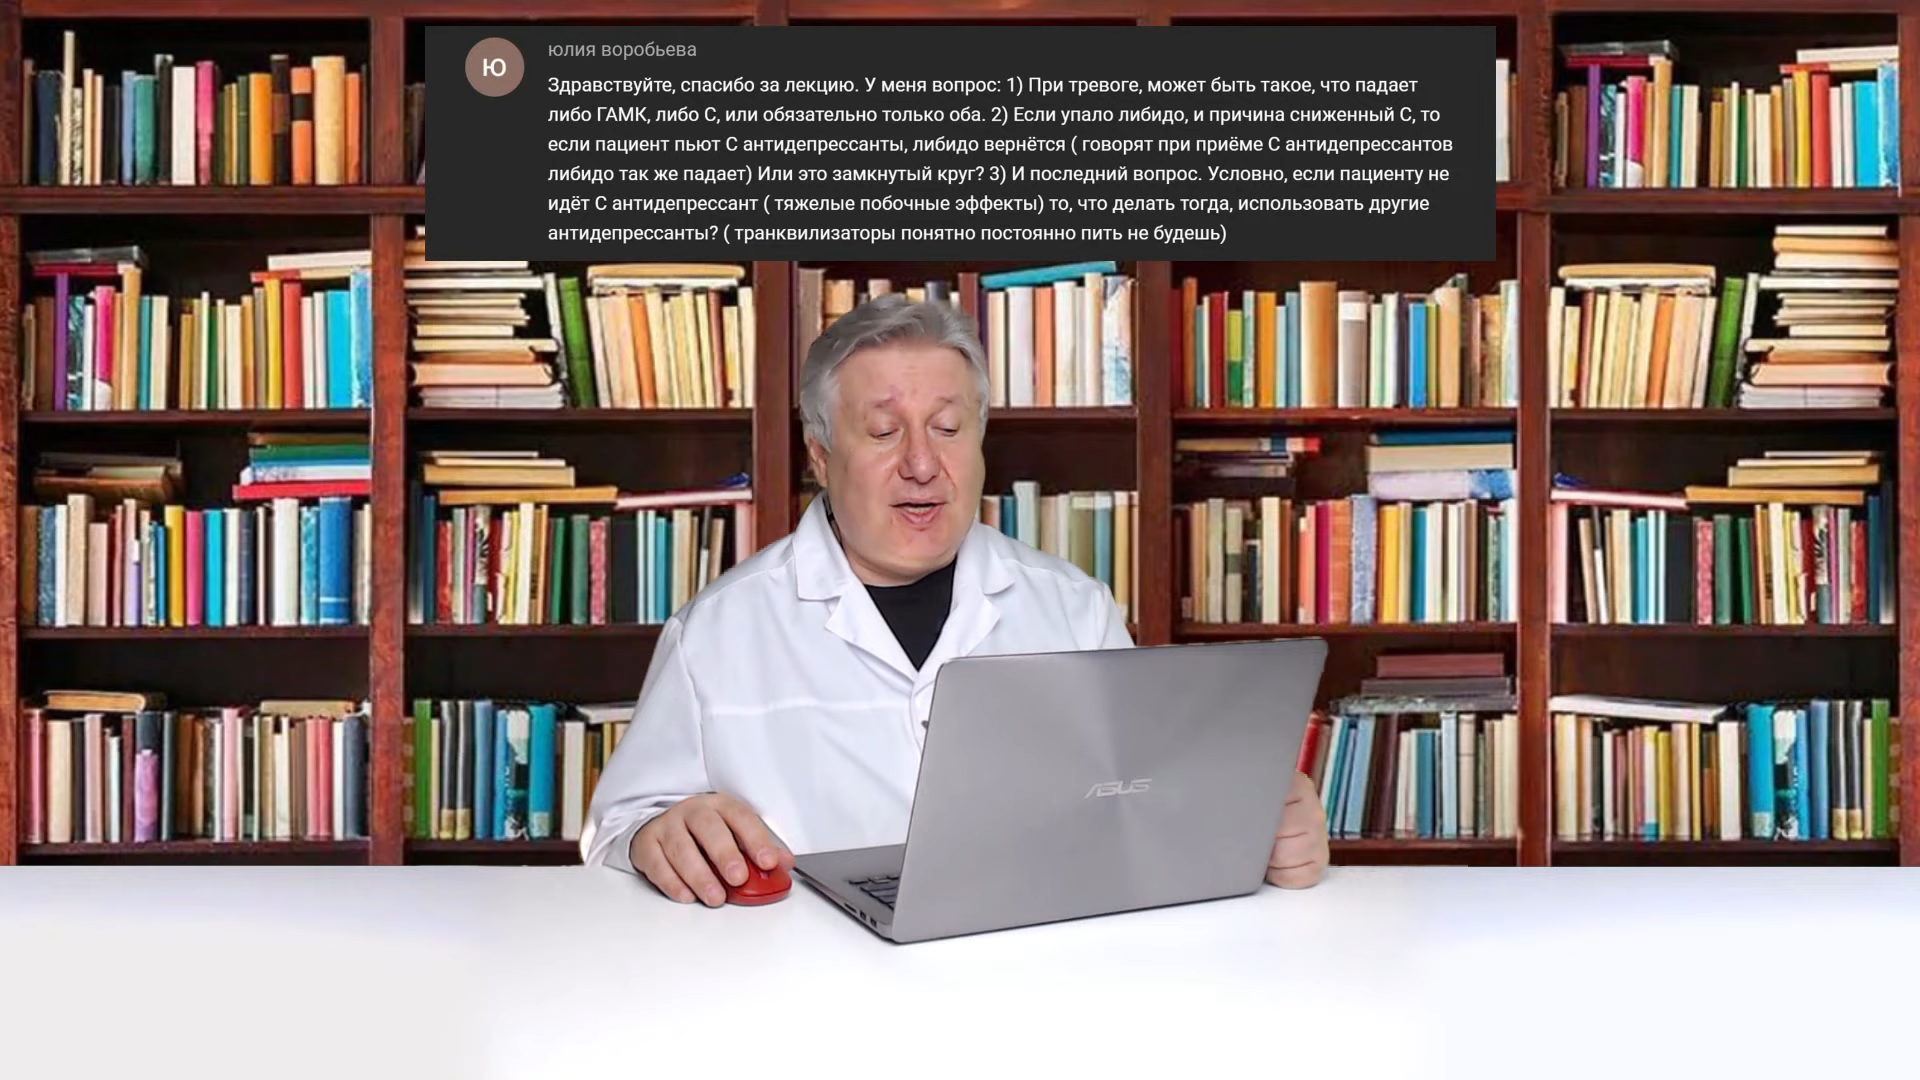 Ю
юлия воробьева
Здравствуйте, спасибо за лекцию. У меня вопрос: 1) При тревоге, может быть такое, что падает
либо ГАМК, либо С, или обязательно только оба. 2) Если упало либидо, и причина сниженный С, то
если пациент пьют С антидепрессанты, либидо вернётся ( говорят при приёме С антидепрессантов
либидо так же падает) Или это замкнутый круг? 3) И последний вопрос. Условно, если пациенту не
идёт С антидепрессант ( тяжелые побочные эффекты) то, что делать тогда, использовать другие
антидепрессанты? ( транквилизаторы понятно постоянно пить не будешь)
ASUS